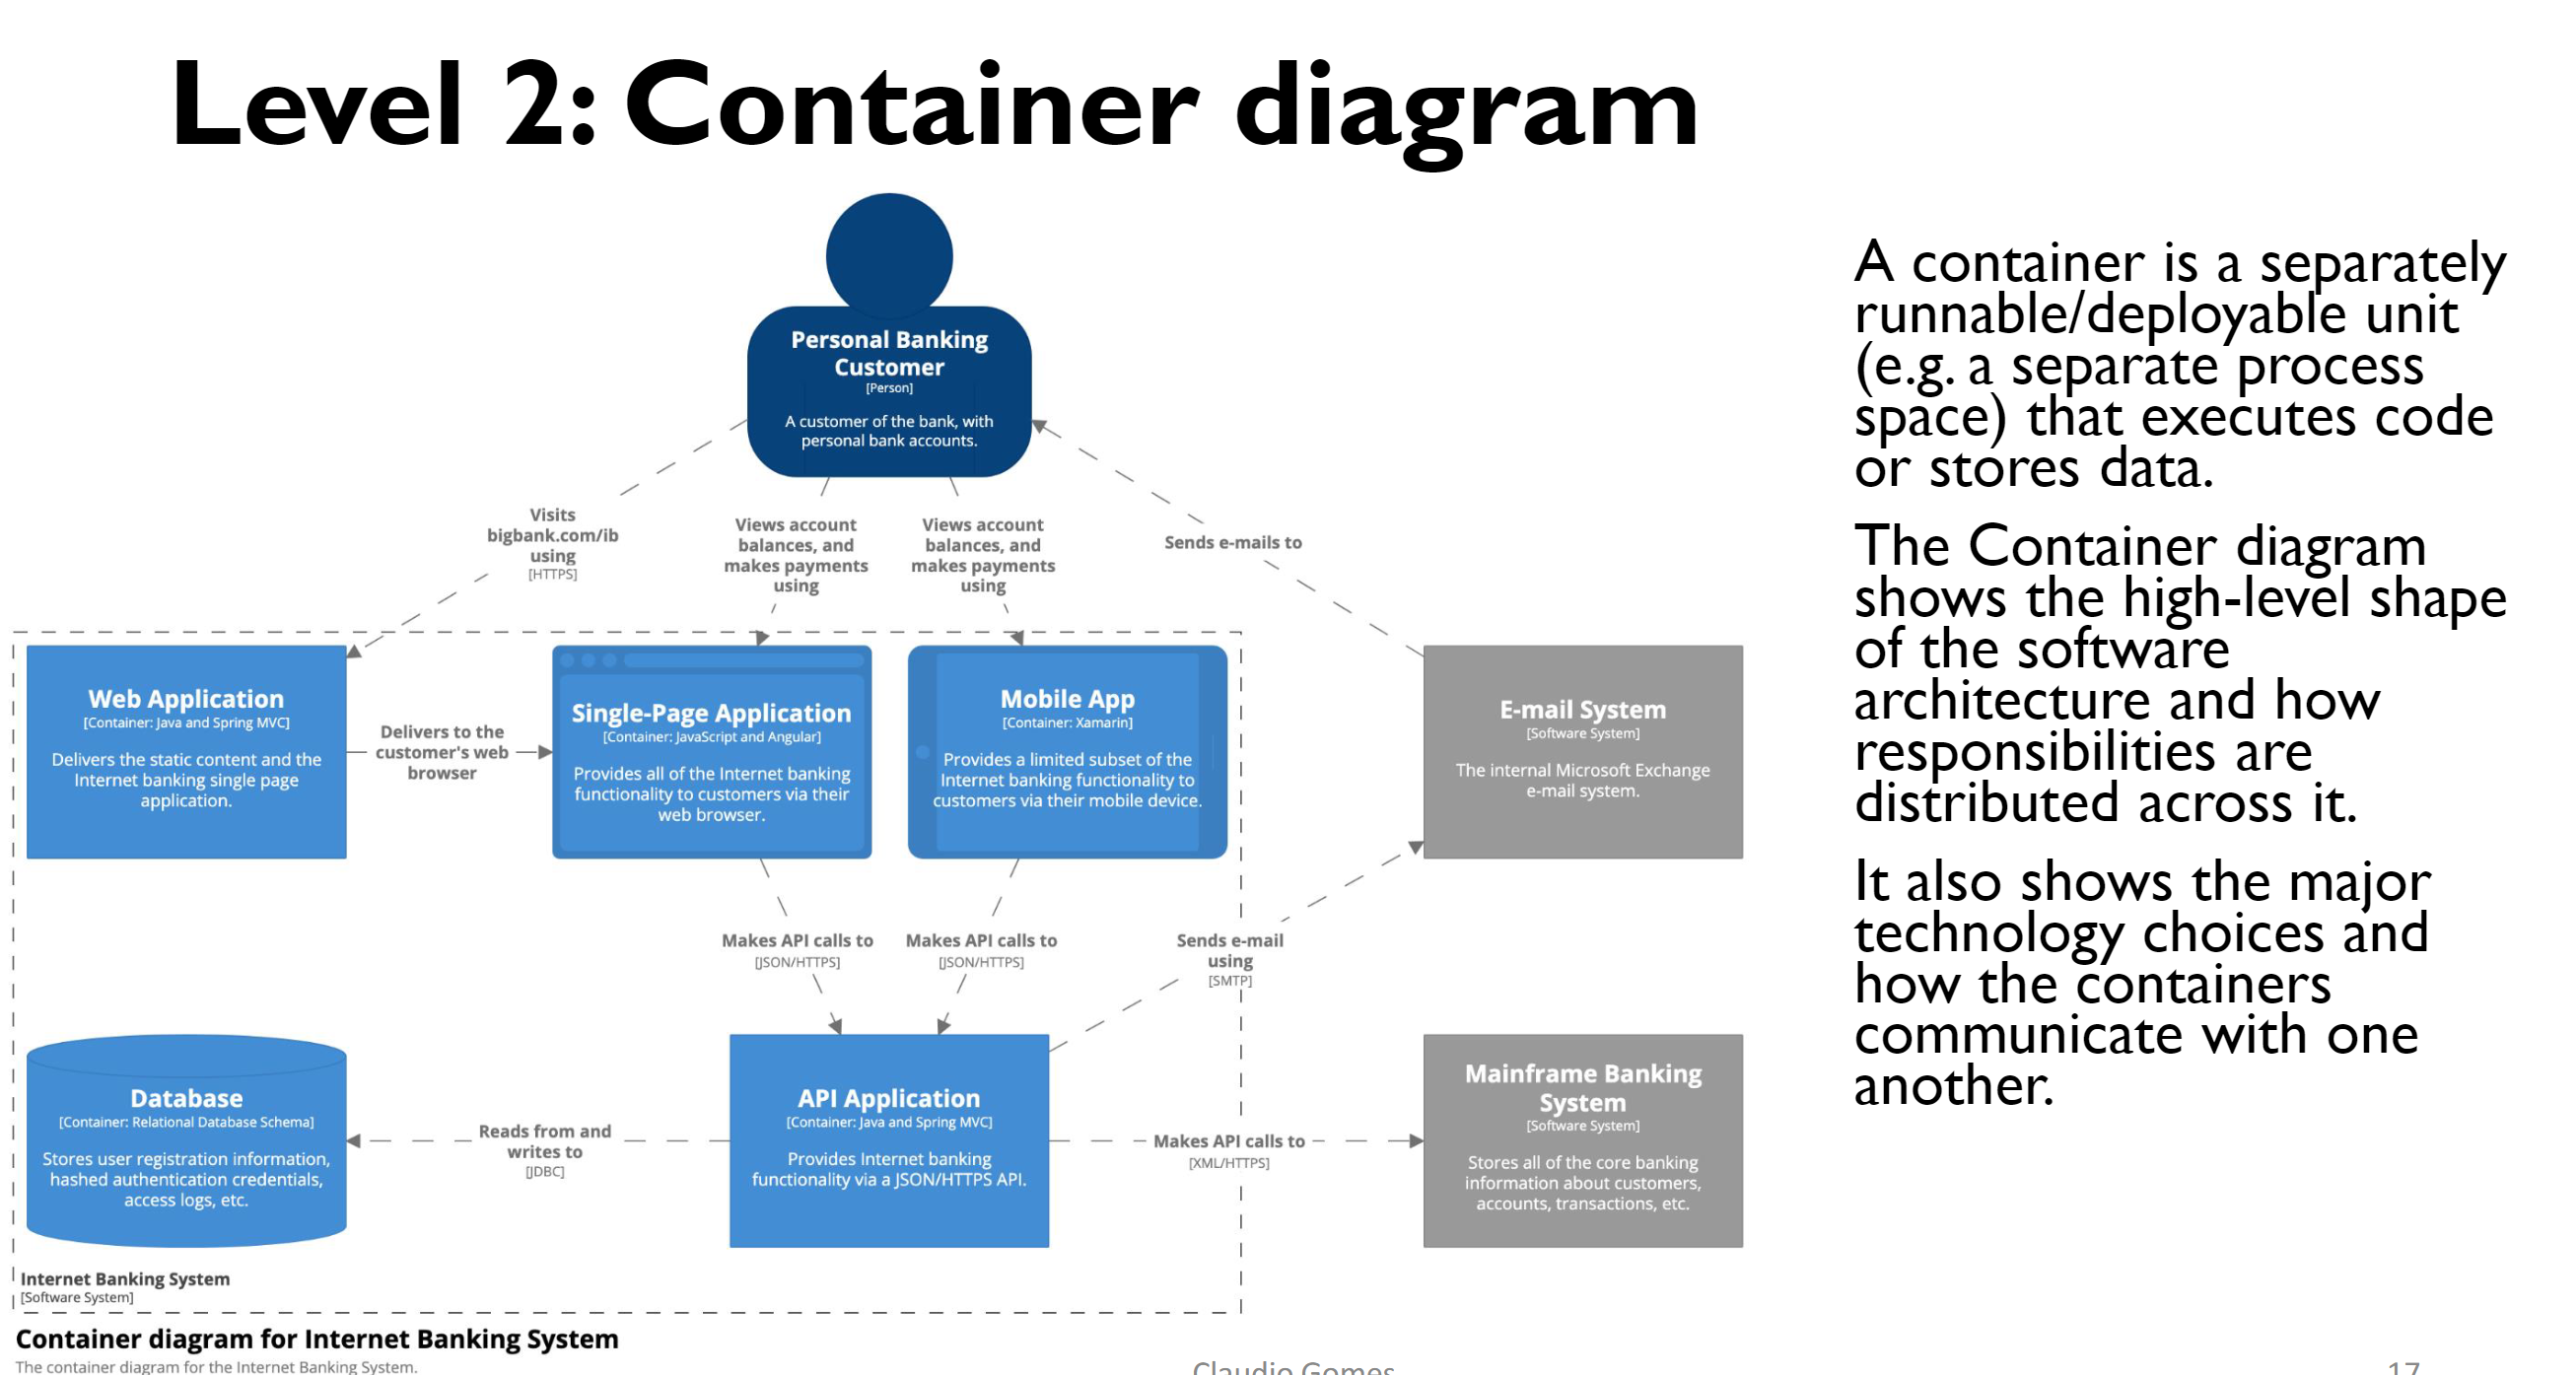 Level 2: Container diagram
Personal Banking
Customer
[Person]
A customer of the bank, with
personal bank accounts.
Visits
bigbank.com/ib
using
[HTTPS]
Views account
balances, and
makes payments
using
Views account
balances, and
makes payments
using
Sends e-mails to
Web Application
[Container: Java and Spring MVC]
Delivers the static content and the
Internet banking single page
application.
Delivers to the
customer's web
browser
Single-Page Application
[Container: JavaScript and Angular]
Provides all of the Internet banking
functionality to customers via their
web browser.
Mobile App
[Container: Xamarin]
Provides a limited subset of the
Internet banking functionality to
customers via their mobile device.
E-mail System
[Software System]
The internal Microsoft Exchange
e-mail system.
Makes API calls to
[JSON/HTTPS]
Makes API calls to
[JSON/HTTPS]
Sends e-mail
using
[SMTP]
Database
[Container: Relational Database Schema]
Stores user registration information,
hashed authentication credentials,
access logs, etc.
Reads from and
writes to
[JDBC]
API Application
[Container: Java and Spring MVC]
Provides Internet banking
functionality via a JSON/HTTPS API.
Makes API calls to
[XML/HTTPS]
Mainframe Banking
System
[Software System]
Stores all of the core banking
information about customers,
accounts, transactions, etc.
Internet Banking System
[Software System]
Container diagram for Internet Banking System
The container diagram for the Internet Banking System.
A container is a separately
runnable/deployable unit
(e.g. a separate process
space) that executes code
or stores data.
The Container diagram
shows the high-level shape
of the software
architecture and how
responsibilities are
distributed across it.
It also shows the major
technology choices and
how the containers
communicate with one
another.
Claudio Gomes
17